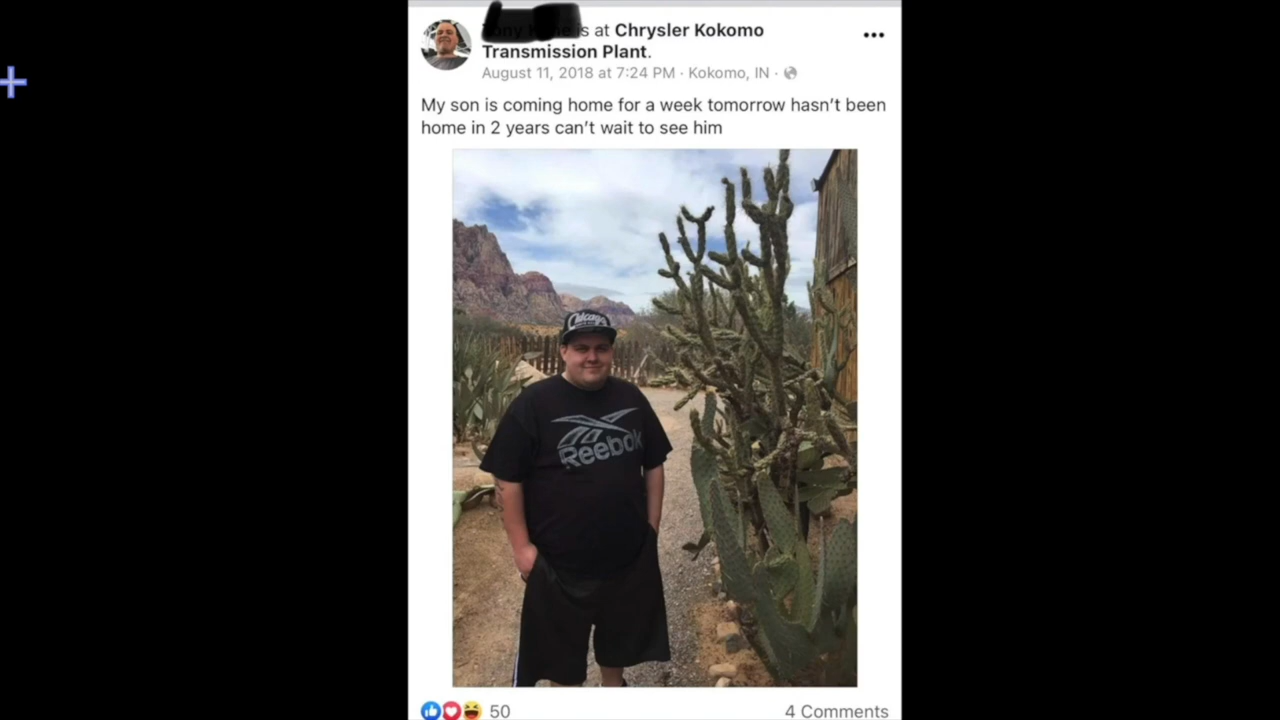 is at Chrysler Kokomo
Transmission Plant.
August 11, 2018 at 7:24 PM · Kokomo, IN ·
My son is coming home for a week tomorrow hasn’t been
home in 2 years can’t wait to see him
Chicago
Reebok
50
4 Comments